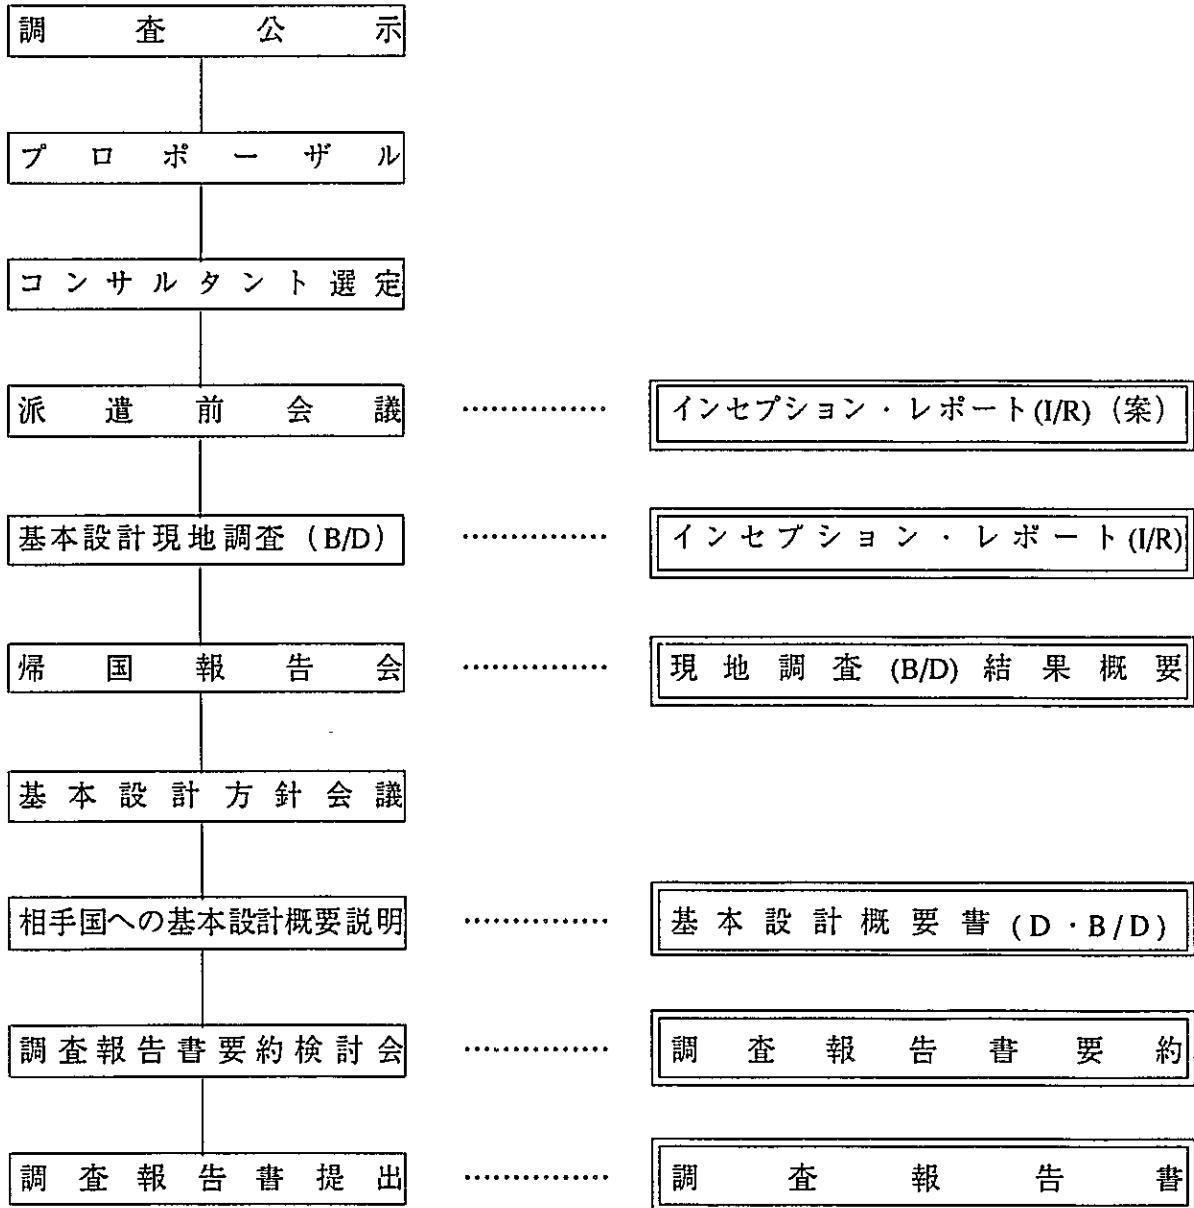 調査公示
プロポーザル
コンサルタント選定
派遣前会議 ・・・・・・・・・・・・・・・ インセプション・レポート(I/R)(案)
基本設計現地調査(B/D) ・・・・・・・・・・・・・・・ インセプション・レポート(I/R)
帰国報告会 ・・・・・・・・・・・・・・・ 現地調査(B/D)結果概要
基本設計方針会議
相手国への基本設計概要説明 ・・・・・・・・・・・・・・・ 基本設計概要書(D・B/D)
調査報告書要約検討会 ・・・・・・・・・・・・・・・ 調査報告書要約
調査報告書提出 ・・・・・・・・・・・・・・・ 調査報告書